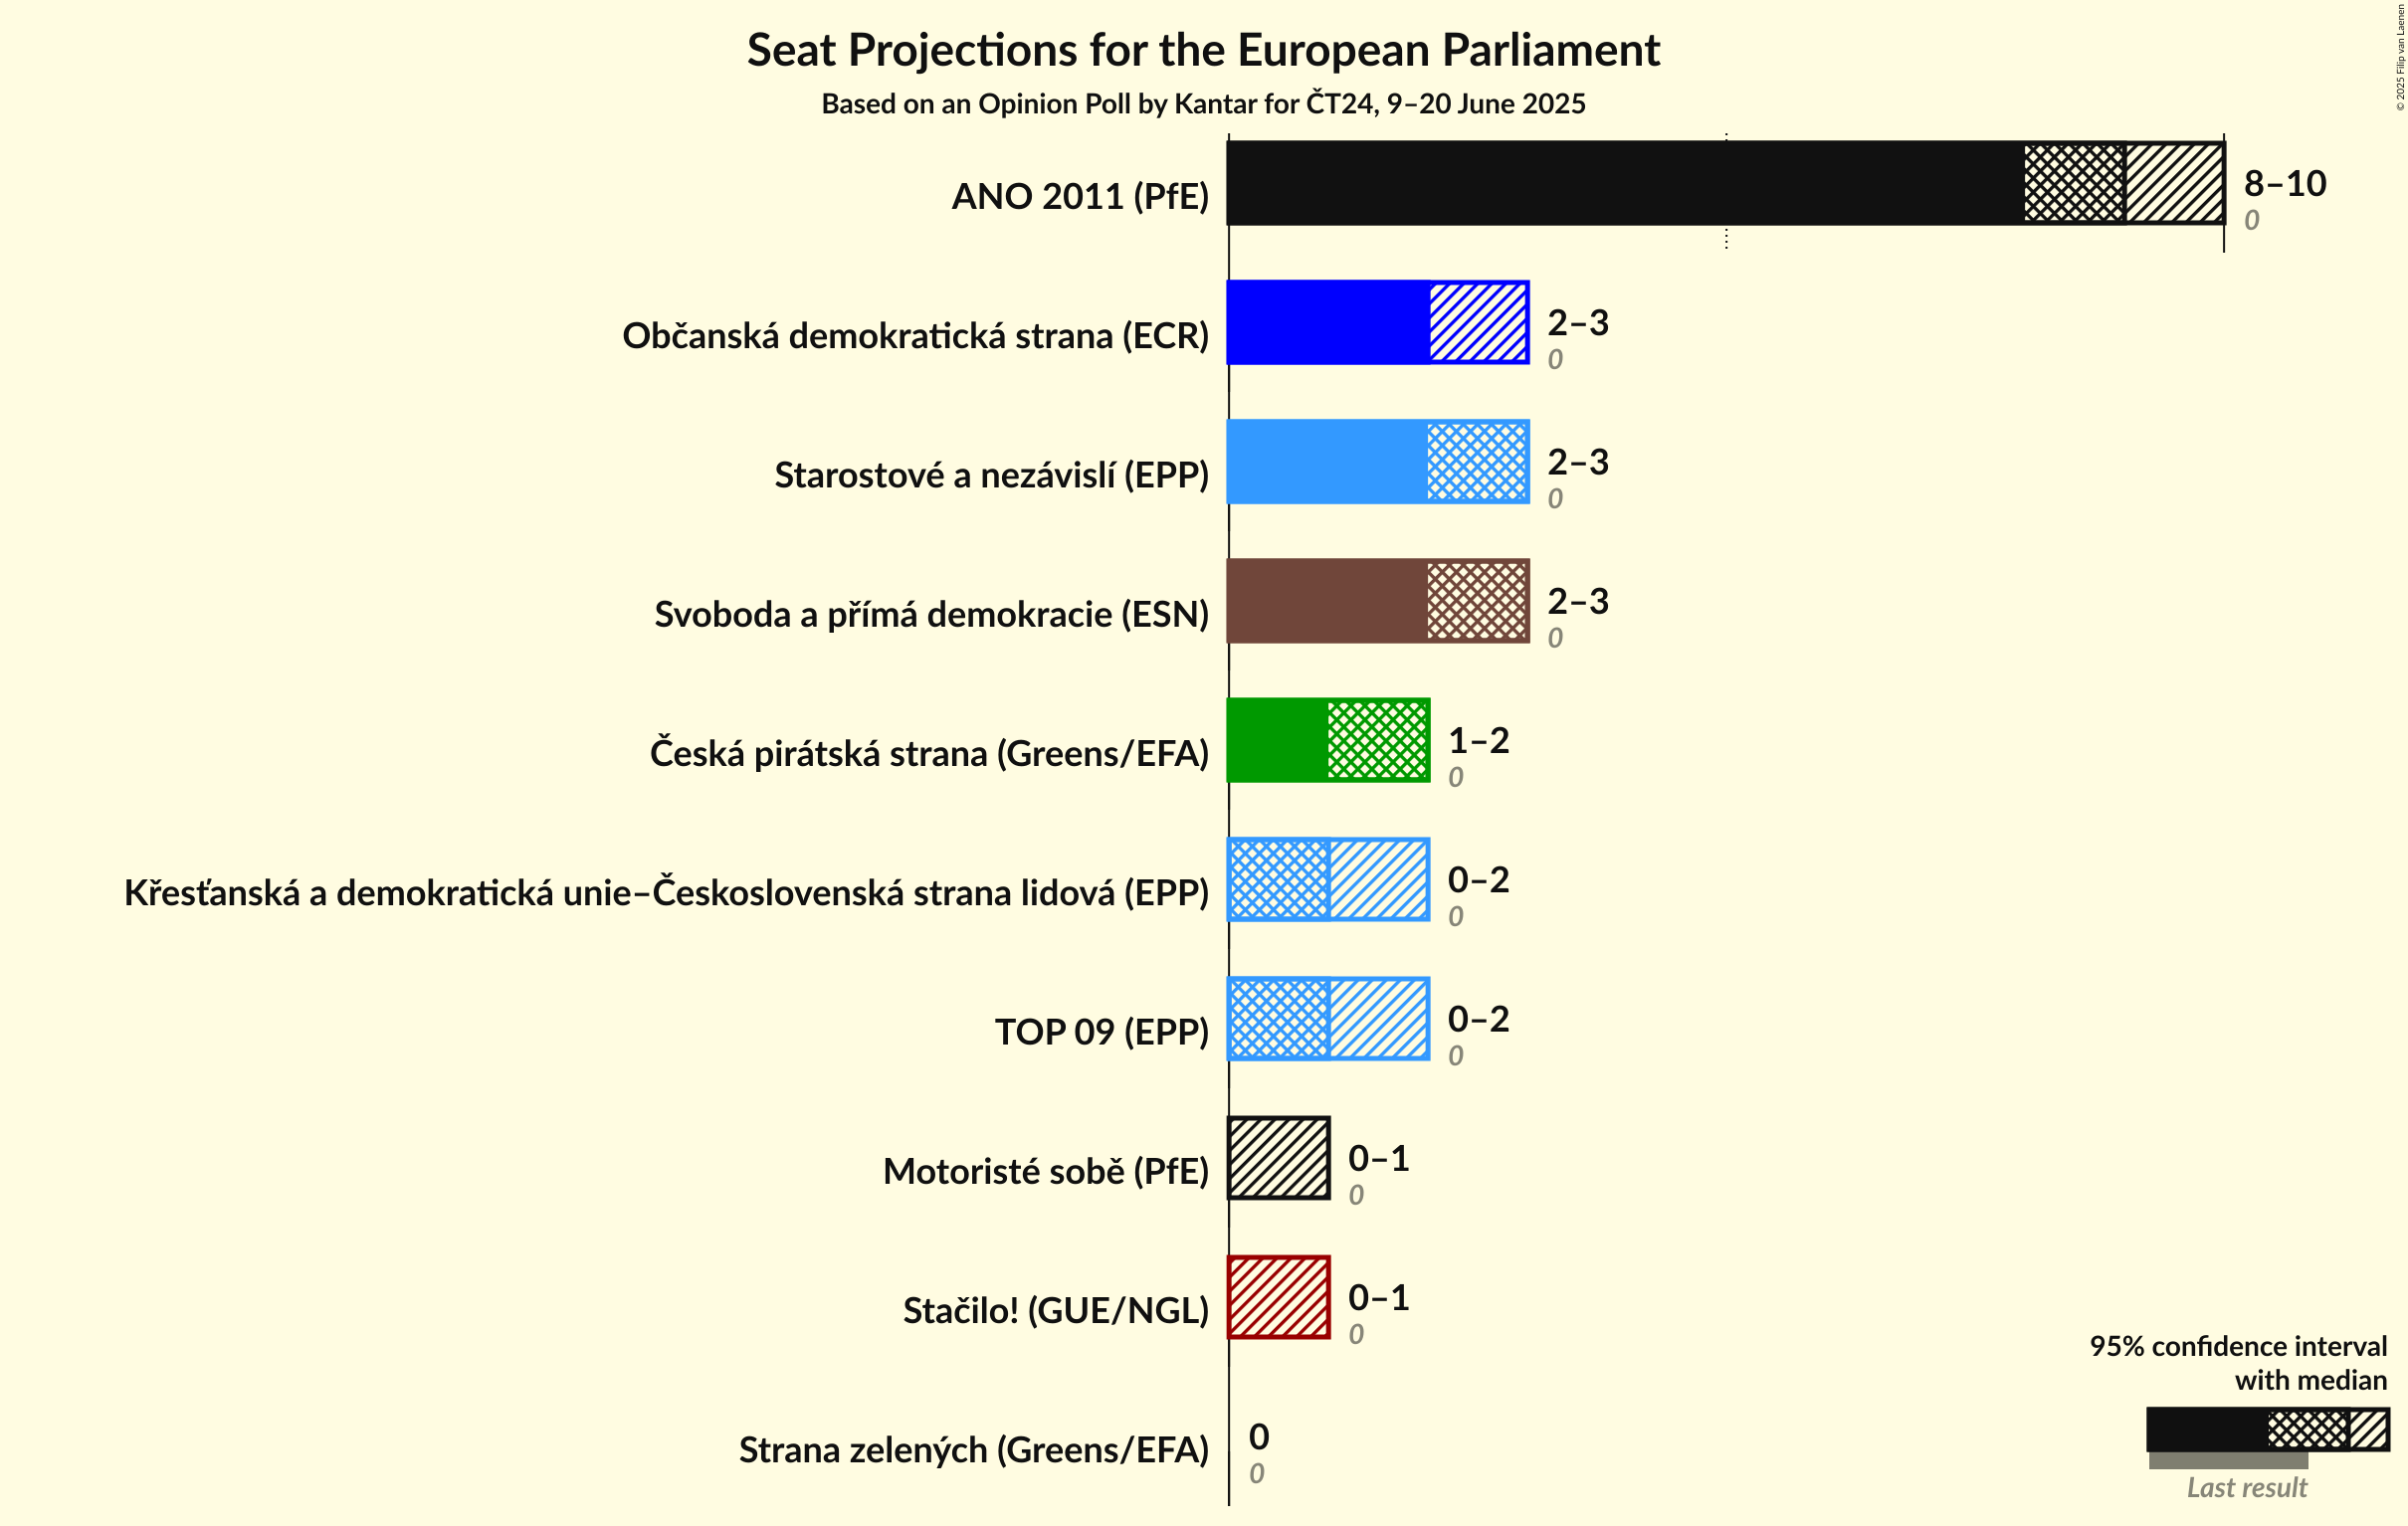 Seat Projections for the European Parliament
Based on an Opinion Poll by Kantar for ČT24, 9–20 June 2025
© 2025 Filip van Laenen
ANO 2011 (PfE)
8–10
0
Občanská demokratická strana (ECR)
2–3
0
Starostové a nezávislí (EPP)
2–3
0
Svoboda a přímá demokracie (ESN)
2–3
0
Česká pirátská strana (Greens/EFA)
1–2
0
Křesťanská a demokratická unie–Československá strana lidová (EPP)
0–2
0
TOP 09 (EPP)
0–2
0
Motoristé sobě (PfE)
0–1
0
Stačilo! (GUE/NGL)
0–1
0
Strana zelených (Greens/EFA)
0
0
95% confidence interval
with median
Last result